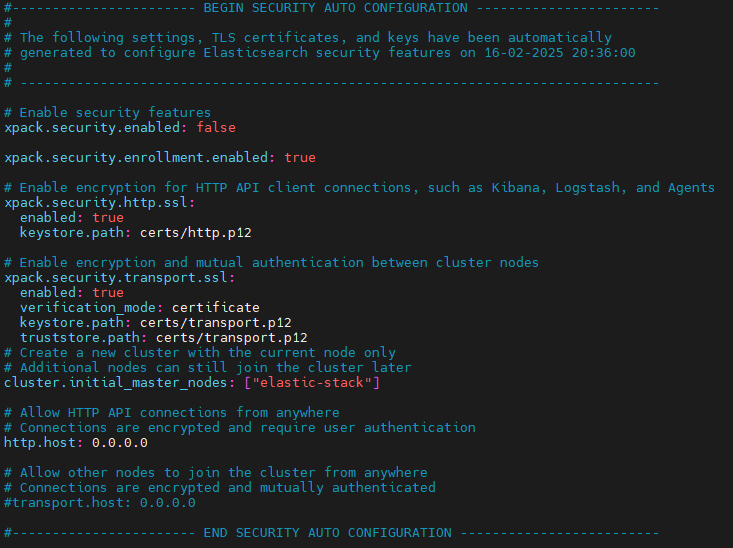 #----------------------- BEGIN SECURITY AUTO CONFIGURATION -----------------------
#
# The following settings, TLS certificates, and keys have been automatically
# generated to configure Elasticsearch security features on 16-02-2025 20:36:00
#
# --------------------------------------------------------------------------------
# Enable security features
xpack.security.enabled: false
xpack.security.enrollment.enabled: true
# Enable encryption for HTTP API client connections, such as Kibana, Logstash, and Agents
xpack.security.http.ssl:
  enabled: true
  keystore.path: certs/http.p12
# Enable encryption and mutual authentication between cluster nodes
xpack.security.transport.ssl:
  enabled: true
  verification_mode: certificate
  keystore.path: certs/transport.p12
  truststore.path: certs/transport.p12
# Create a new cluster with the current node only
# Additional nodes can still join the cluster later
cluster.initial_master_nodes: ["elastic-stack"]
# Allow HTTP API connections from anywhere
# Connections are encrypted and require user authentication
http.host: 0.0.0.0
# Allow other nodes to join the cluster from anywhere
# Connections are encrypted and mutually authenticated
#transport.host: 0.0.0.0
#----------------------- END SECURITY AUTO CONFIGURATION -------------------------